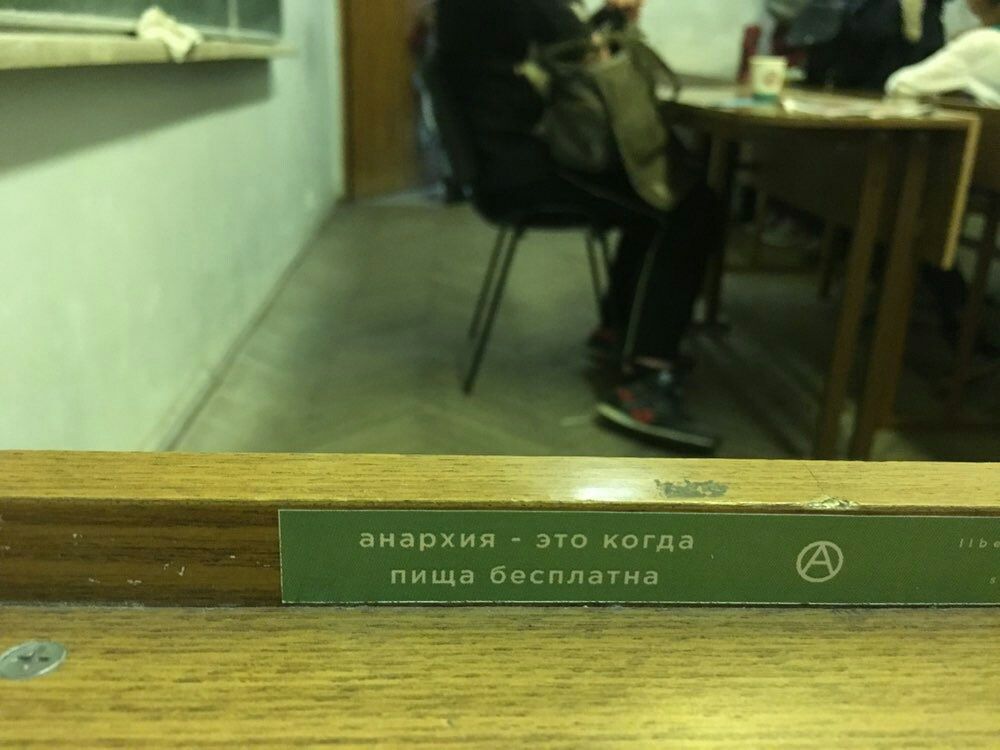 анархия - это когда
пища бесплатна